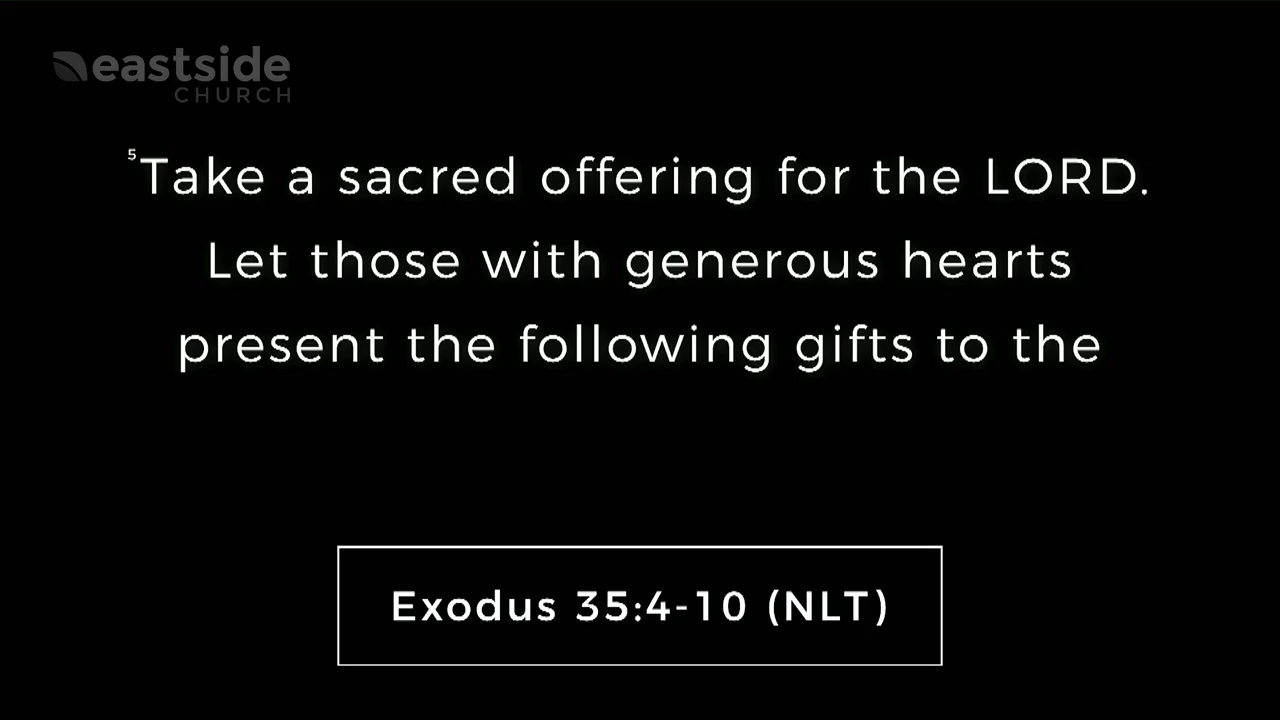 eastside
CHURCH
⁵Take a sacred offering for the LORD.
Let those with generous hearts
present the following gifts to the
Exodus 35:4-10 (NLT)